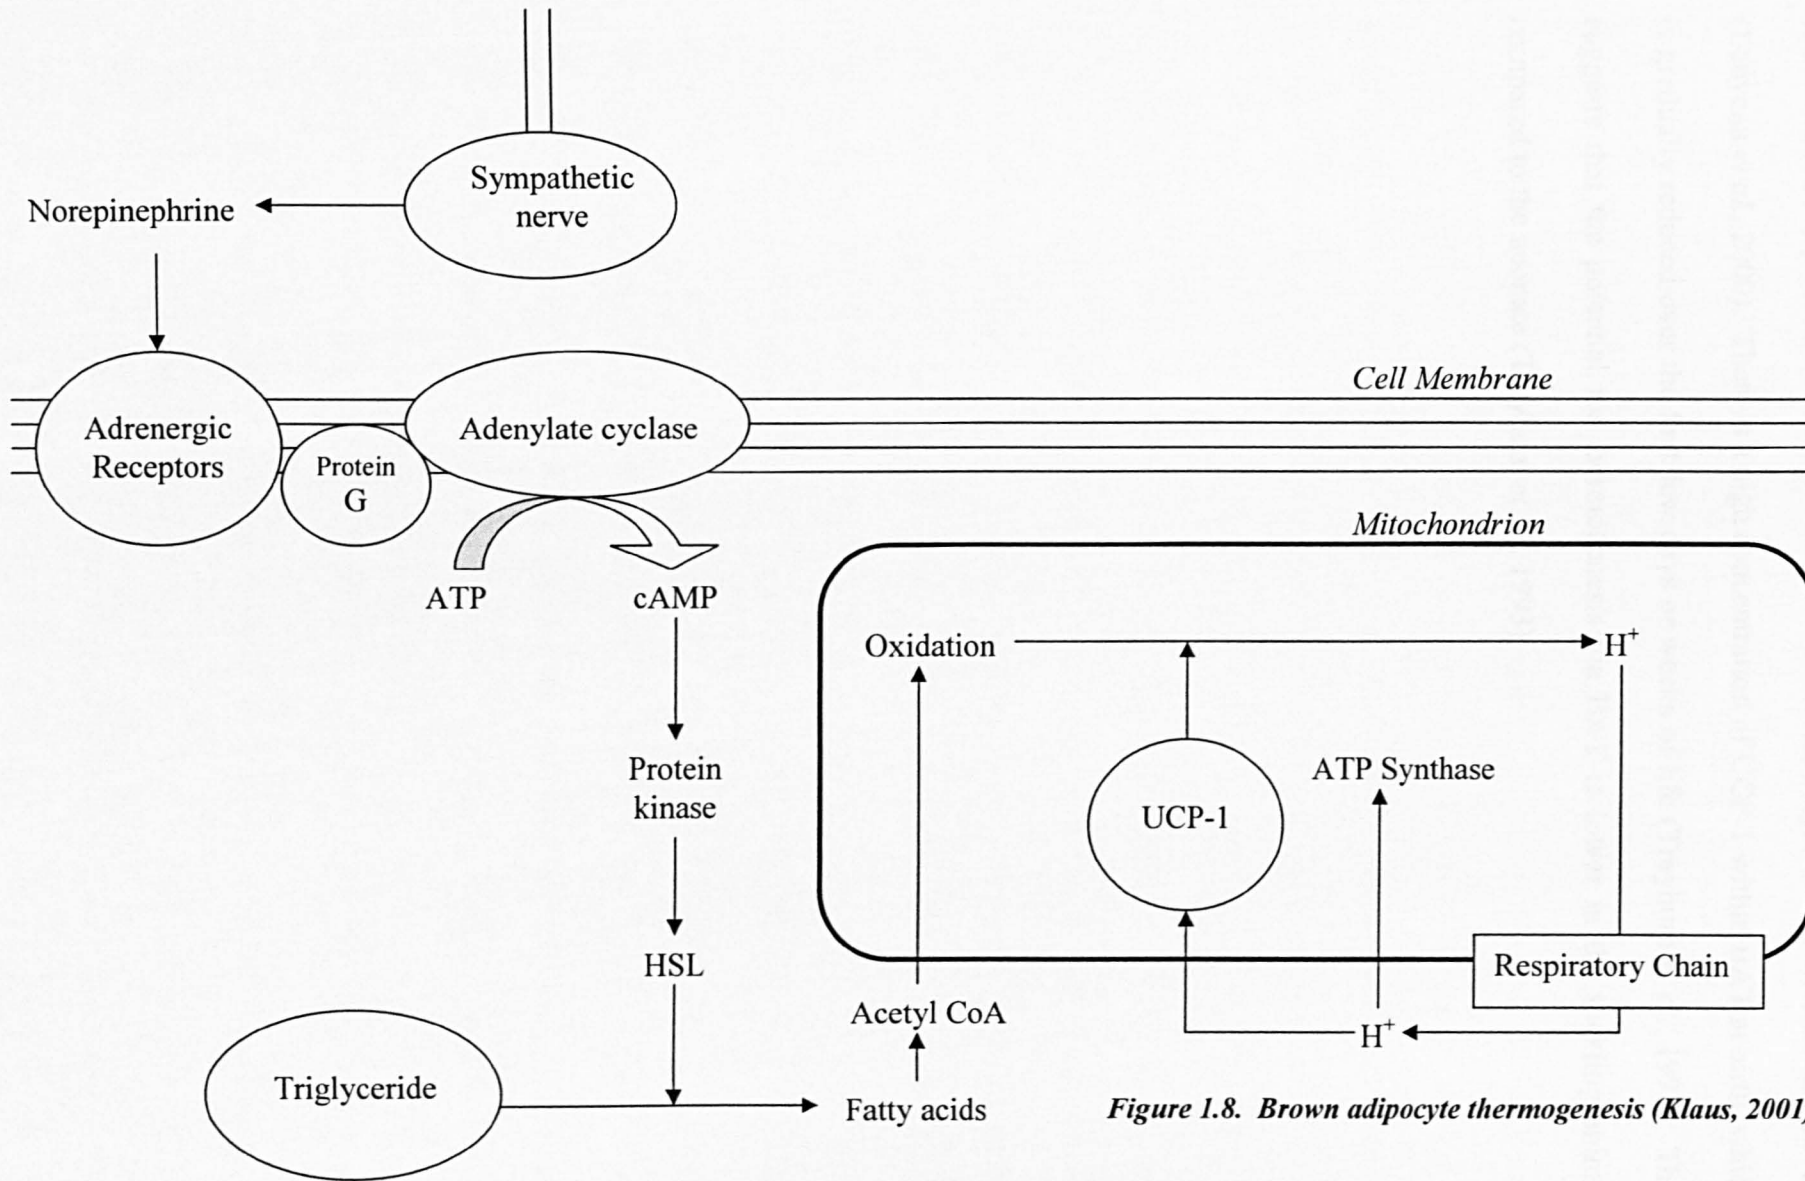 Sympathetic
nerve
Norepinephrine
Cell Membrane
Adrenergic
Receptors
Protein
G
Adenylate cyclase
Mitochondrion
ATP
cAMP
Oxidation
H⁺
Protein
kinase
ATP Synthase
UCP-1
HSL
Respiratory Chain
Acetyl CoA
H⁺
Triglyceride
Fatty acids
Figure 1.8. Brown adipocyte thermogenesis (Klaus, 2001)